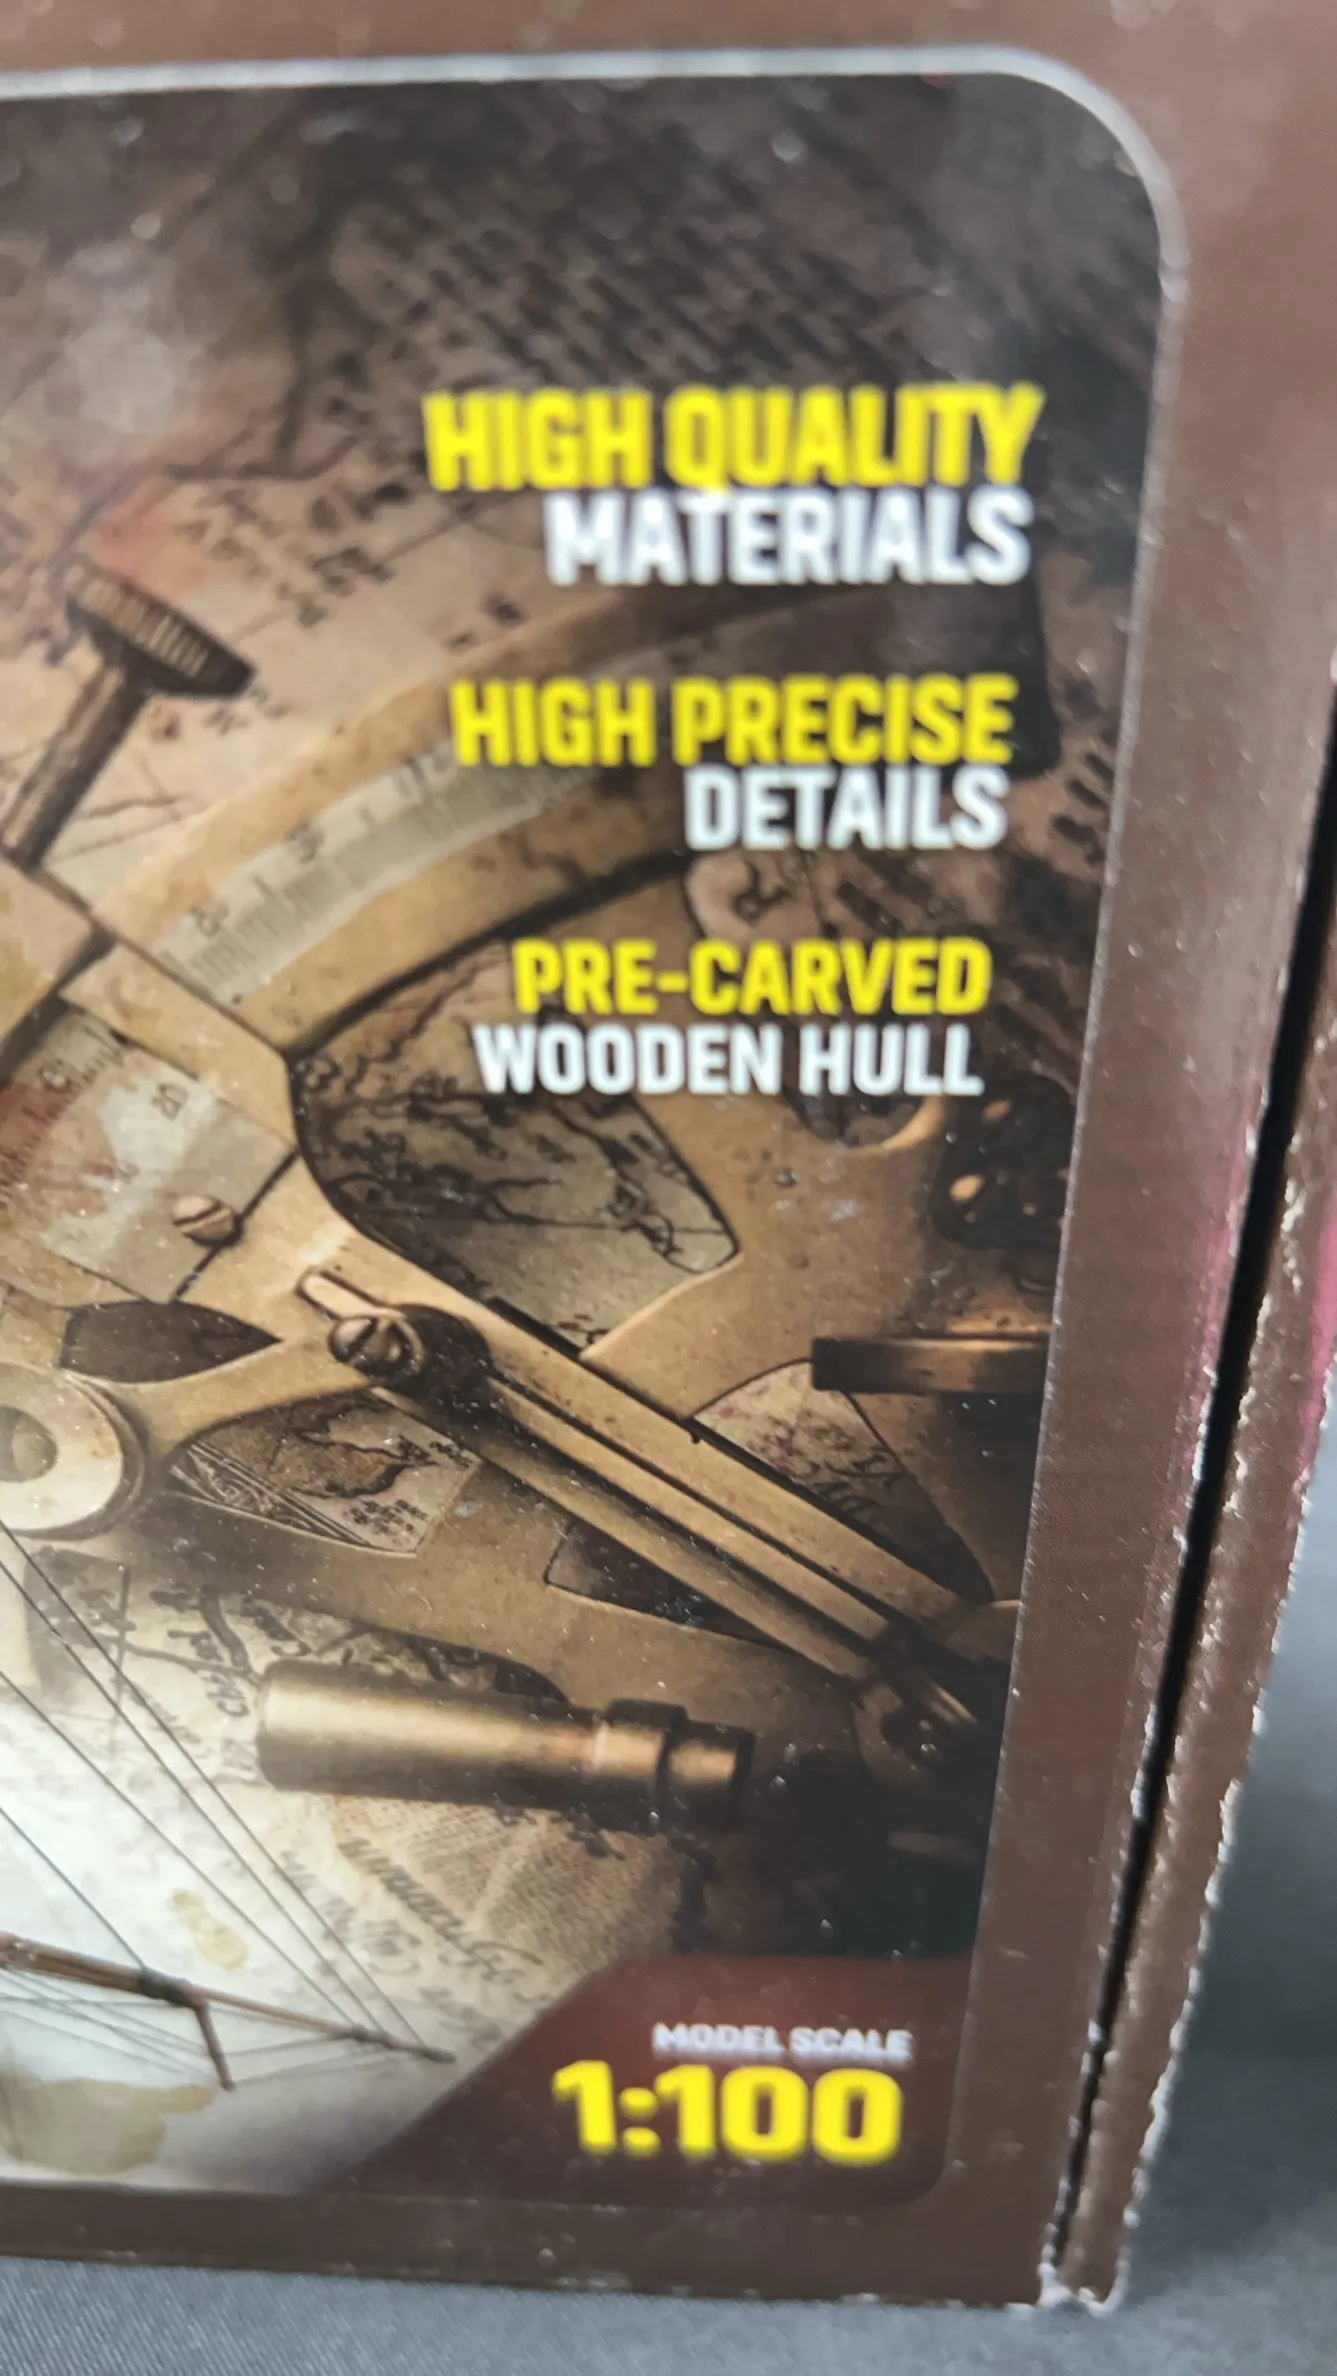 HIGH QUALITY
MATERIALS
HIGH PRECISE
DETAILS
PRE-CARVED
WOODEN HULL
MODEL SCALE
1:100